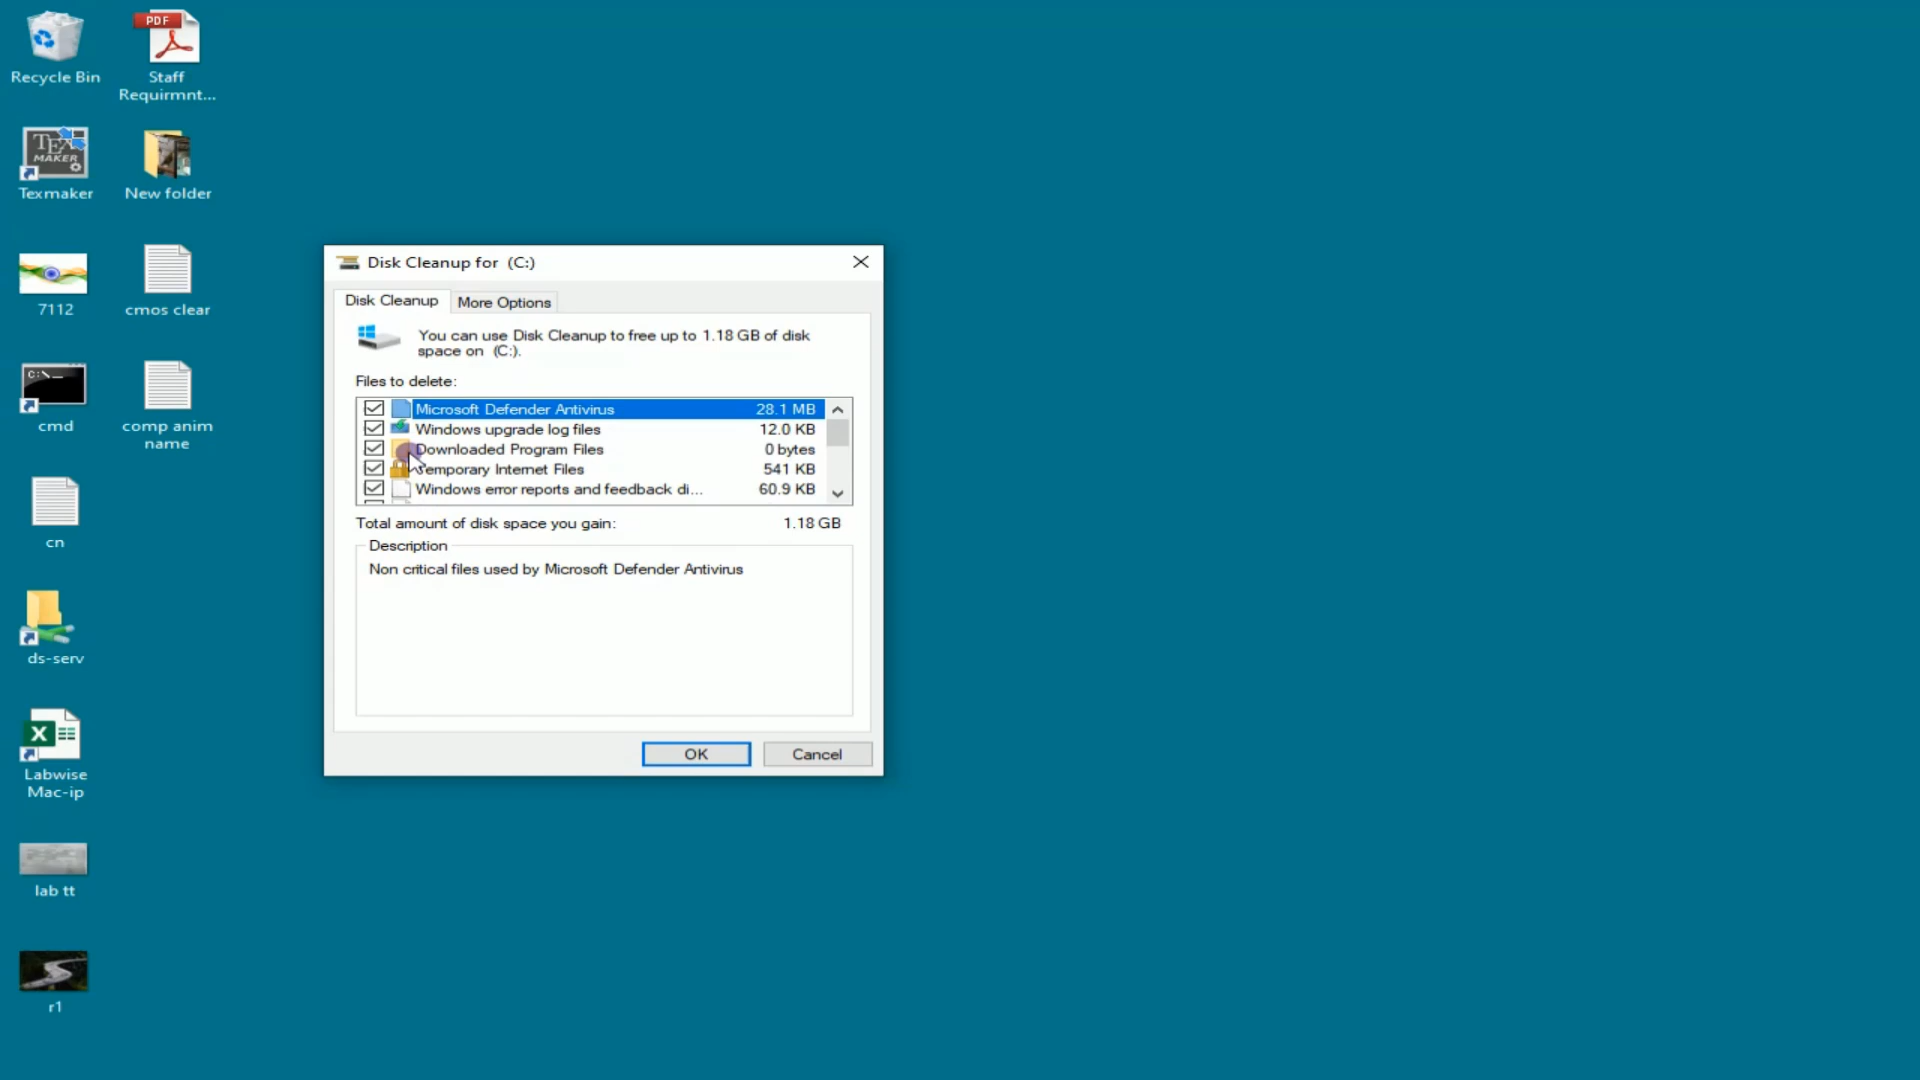 Recycle Bin
PDF
Staff
Requirmnt...
TEX
MAKER
Texmaker
New folder
7112
cmos clear
C:\
cmd
comp anim
name
cn
ds-serv
X
Labwise
Mac-ip
lab tt
r1
Disk Cleanup for (C:)
Disk Cleanup
More Options
You can use Disk Cleanup to free up to 1.18 GB of disk
space on (C:).
Files to delete:
Microsoft Defender Antivirus 28.1 MB
Windows upgrade log files 12.0 KB
Downloaded Program Files 0 bytes
Temporary Internet Files 541 KB
Windows error reports and feedback di... 60.9 KB
Total amount of disk space you gain: 1.18 GB
Description
Non critical files used by Microsoft Defender Antivirus
OK
Cancel